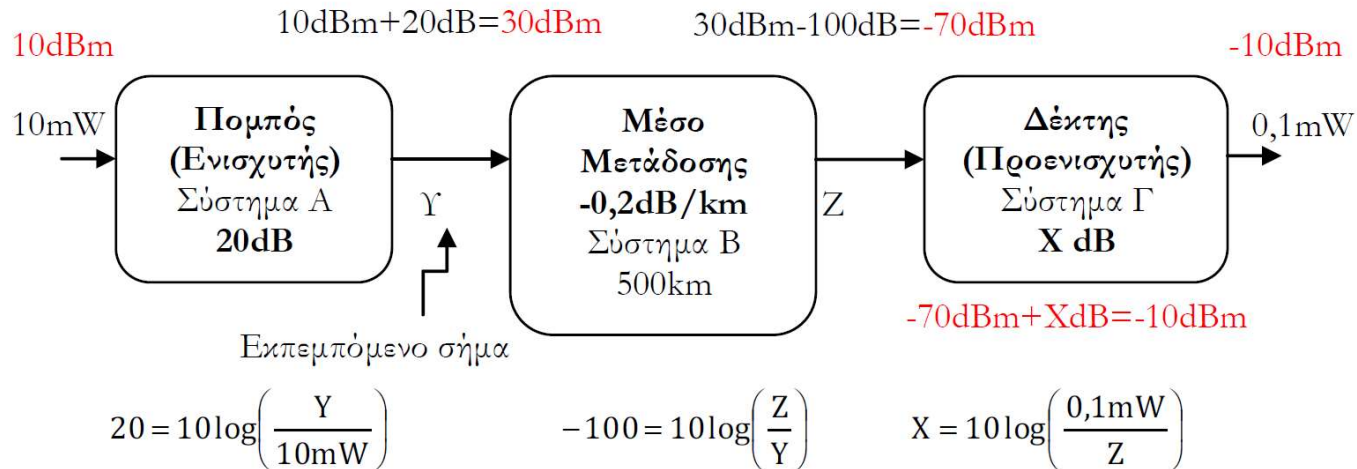 10dBm+20dB=30dBm
30dBm-100dB=-70dBm
10dBm
-10dBm
10mW
Πομπός
(Ενισχυτής)
Σύστημα Α
20dB
Υ
Μέσο
Μετάδοσης
-0,2dB/km
Σύστημα Β
500km
Ζ
Δέκτης
(Προενισχυτής)
Σύστημα Γ
X dB
0,1mW
Εκπεμπόμενο σήμα
-70dBm+XdB=-10dBm
20 = 10log(Y/10mW)
−100 = 10log(Z/Y)
X = 10log(0,1mW/Z)